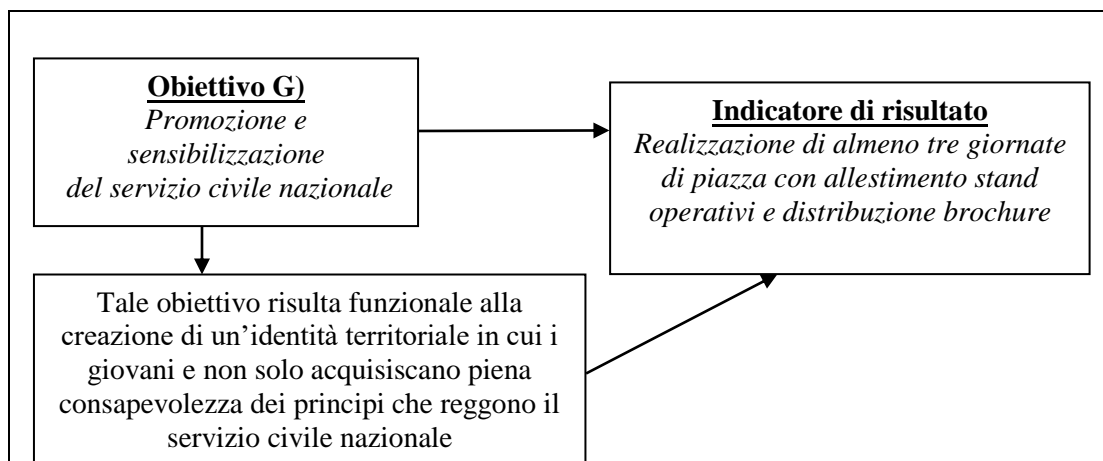 Obiettivo G)
Promozione e
sensibilizzazione
del servizio civile nazionale
Indicatore di risultato
Realizzazione di almeno tre giornate
di piazza con allestimento stand
operativi e distribuzione brochure
Tale obiettivo risulta funzionale alla
creazione di un’identità territoriale in cui i
giovani e non solo acquisiscano piena
consapevolezza dei principi che reggono il
servizio civile nazionale